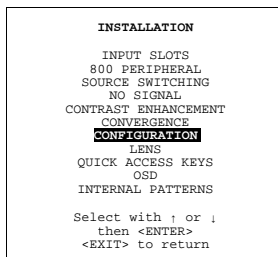 INSTALLATION
INPUT SLOTS
800 PERIPHERAL
SOURCE SWITCHING
NO SIGNAL
CONTRAST ENHANCEMENT
CONVERGENCE
CONFIGURATION
LENS
QUICK ACCESS KEYS
OSD
INTERNAL PATTERNS
Select with ↑ or ↓
then <ENTER>
<EXIT> to return